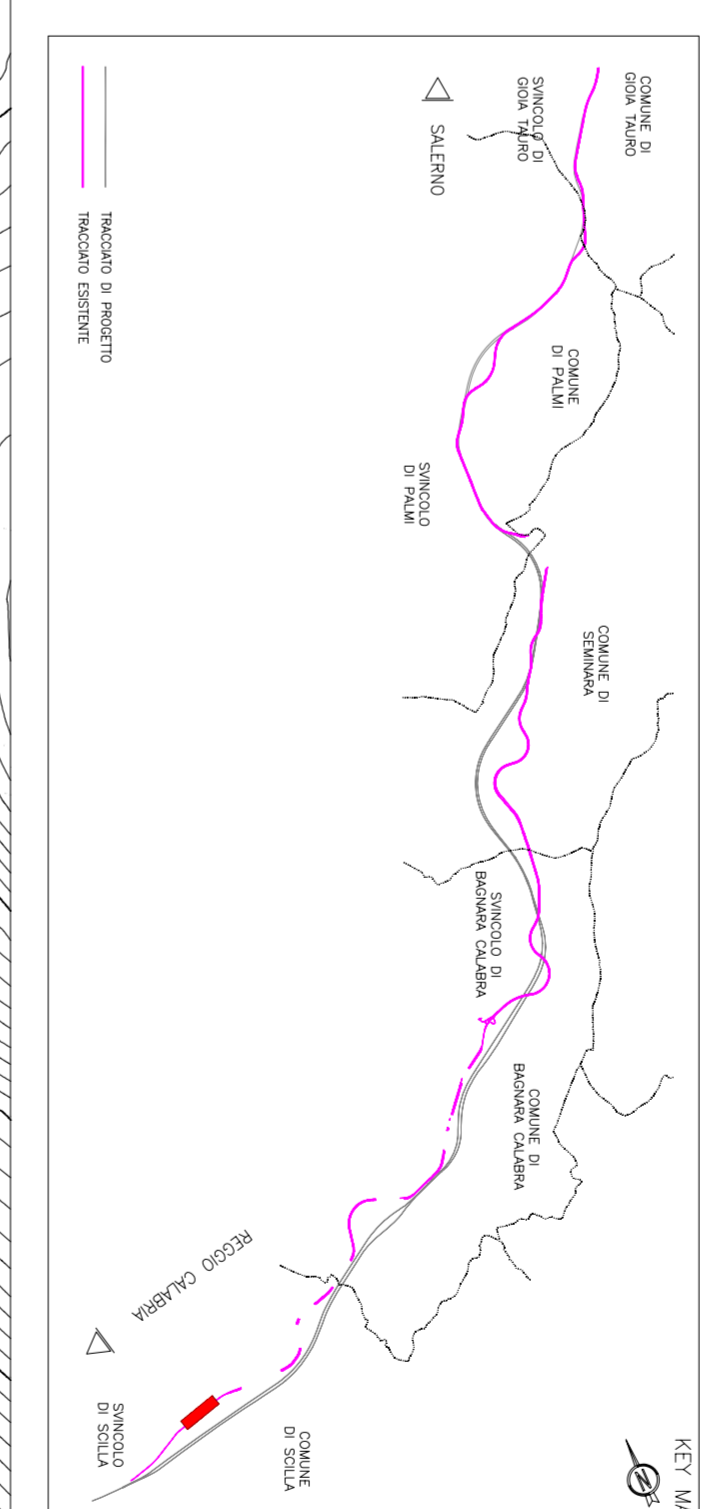 KEY MA
COMUNE DI
GIOIA TAURO
SVINCOLO DI
GIOIA TAURO
SALERNO
COMUNE
DI PALMI
SVINCOLO
DI PALMI
COMUNE DI
SEMINARA
SVINCOLO DI
BAGNARA CALABRA
COMUNE DI
BAGNARA CALABRA
REGGIO CALABRIA
COMUNE
DI SCILLA
SVINCOLO
DI SCILLA
N
TRACCIATO DI PROGETTO
TRACCIATO ESISTENTE